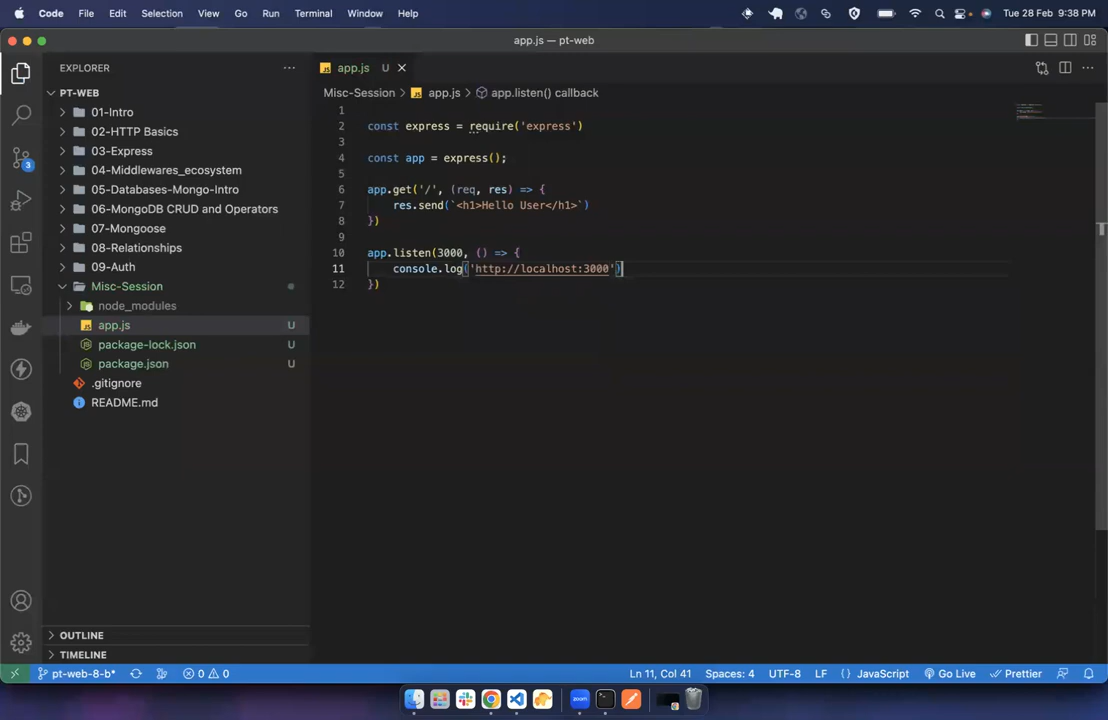 Code File Edit Selection View Go Run Terminal Window Help Tue 28 Feb 9:38 PM
app.js — pt-web
EXPLORER
app.js U
Misc-Session > app.js > app.listen() callback
PT-WEB
01-Intro
02-HTTP Basics
03-Express
04-Middlewares_ecosystem
05-Databases-Mongo-Intro
06-MongoDB CRUD and Operators
07-Mongoose
08-Relationships
09-Auth
Misc-Session
node_modules
app.js U
package-lock.json U
package.json U
.gitignore
README.md
OUTLINE
TIMELINE
1
2 const express = require('express')
3
4 const app = express();
5
6 app.get('/', (req, res) => {
7 res.send(`<h1>Hello User</h1>`)
8 })
9
10 app.listen(3000, () => {
11 console.log('http://localhost:3000')
12 })
3
pt-web-8-b* 0 0 Ln 11, Col 41 Spaces: 4 UTF-8 LF { } JavaScript Go Live Prettier
zoom